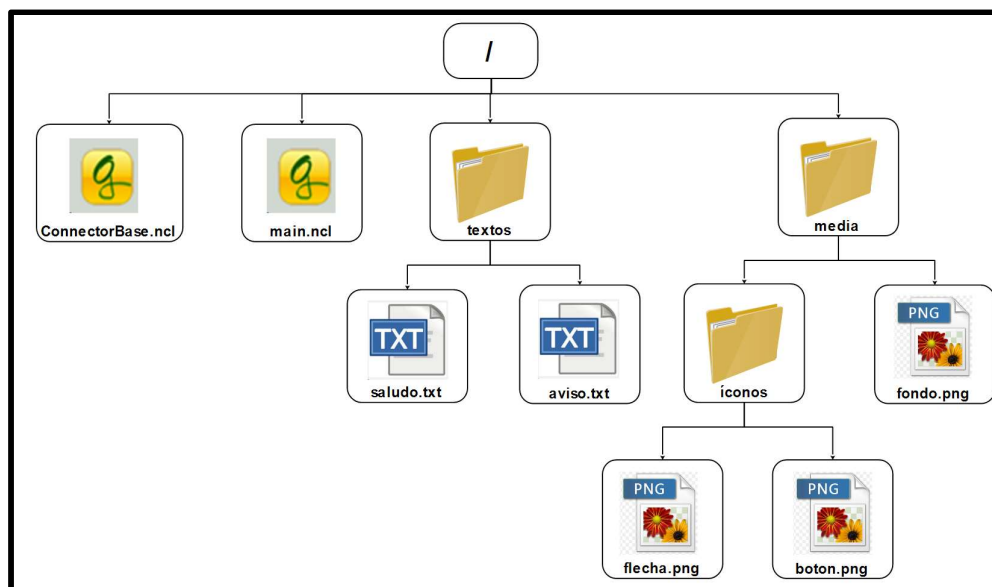 /
ConnectorBase.ncl
main.ncl
textos
media
TXT
saludo.txt
TXT
aviso.txt
íconos
PNG
fondo.png
PNG
flecha.png
PNG
boton.png